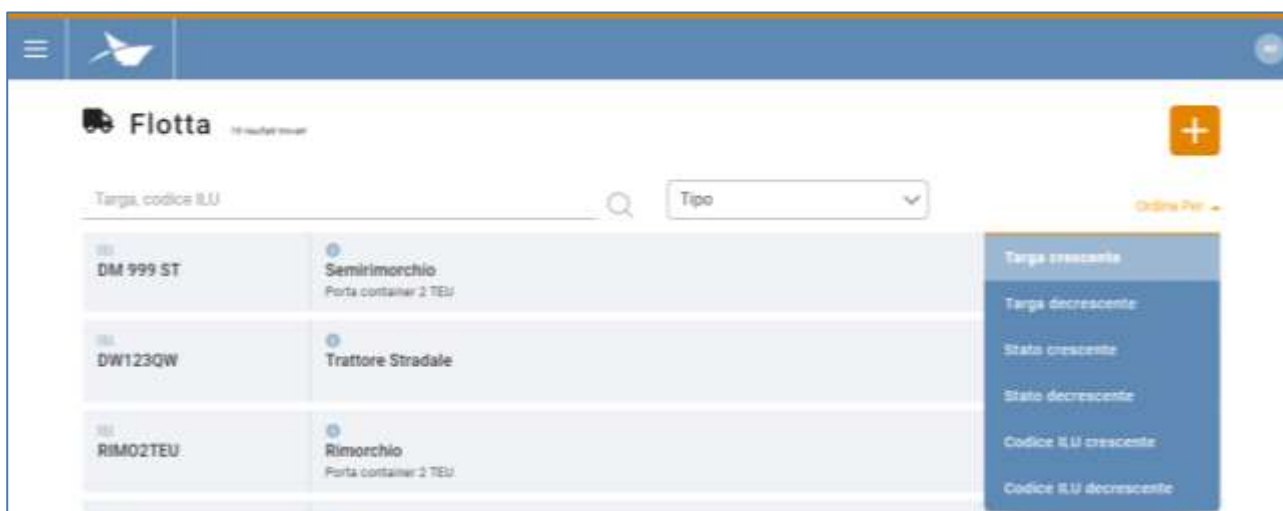 Flotta
Targa, codice ILU
Tipo
Ordina Per
DM 999 ST
Semirimorchio
Porta container 2 TEU
DW123QW
Trattore Stradale
RIMO2TEU
Rimorchio
Porta container 2 TEU
Targa crescente
Targa decrescente
Stato crescente
Stato decrescente
Codice ILU crescente
Codice ILU decrescente